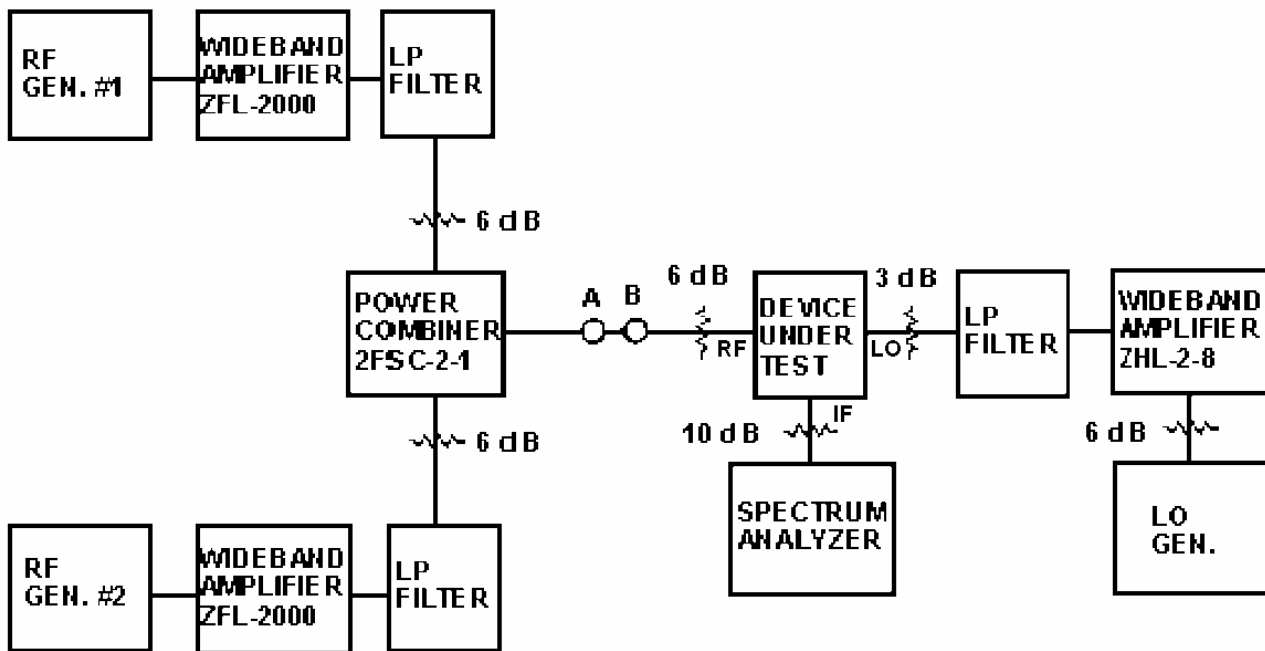 RF
GEN. #1
WIDEBAND
AMPLIFIER
ZFL-2000
LP
FILTER
6 dB
POWER
COMBINER
2FSC-2-1
A
B
6 dB
RF
DEVICE
UNDER
TEST
3 dB
LO
LP
FILTER
WIDEBAND
AMPLIFIER
ZHL-2-8
6 dB
10 dB
IF
6 dB
SPECTRUM
ANALYZER
LO
GEN.
RF
GEN. #2
WIDEBAND
AMPLIFIER
ZFL-2000
LP
FILTER